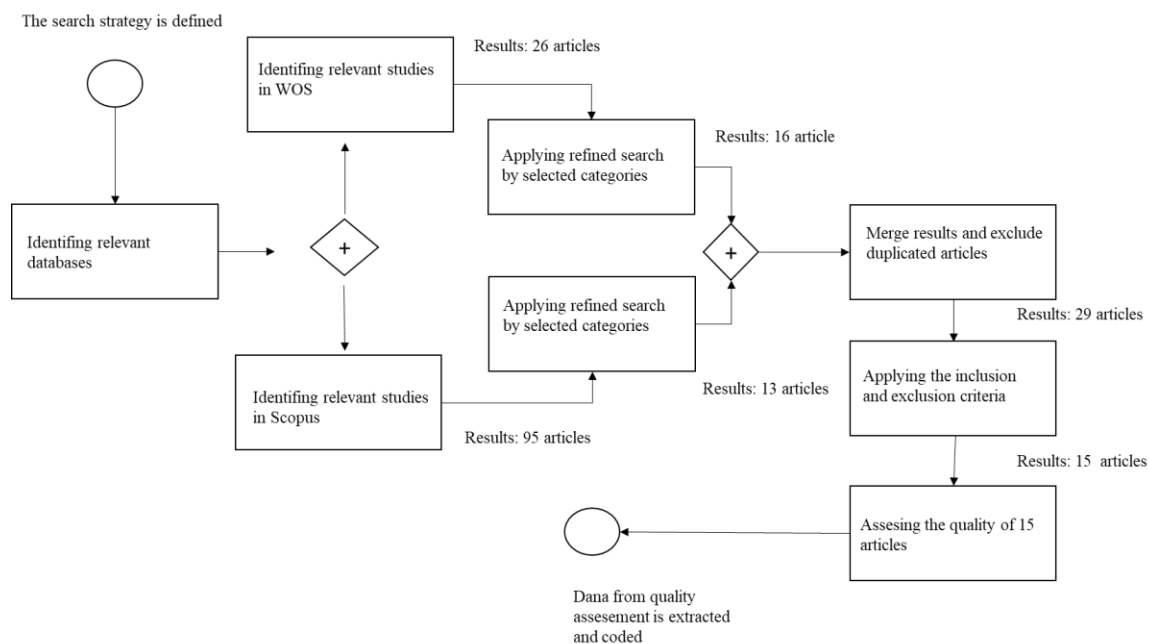 The search strategy is defined
Identifing relevant
databases
Identifing relevant studies
in WOS
Results: 26 articles
+
Identifing relevant studies
in Scopus
Results: 95 articles
Applying refined search
by selected categories
Results: 16 article
Applying refined search
by selected categories
Results: 13 articles
+
Merge results and exclude
duplicated articles
Results: 29 articles
Applying the inclusion
and exclusion criteria
Results: 15 articles
Assesing the quality of 15
articles
Dana from quality
assesement is extracted
and coded